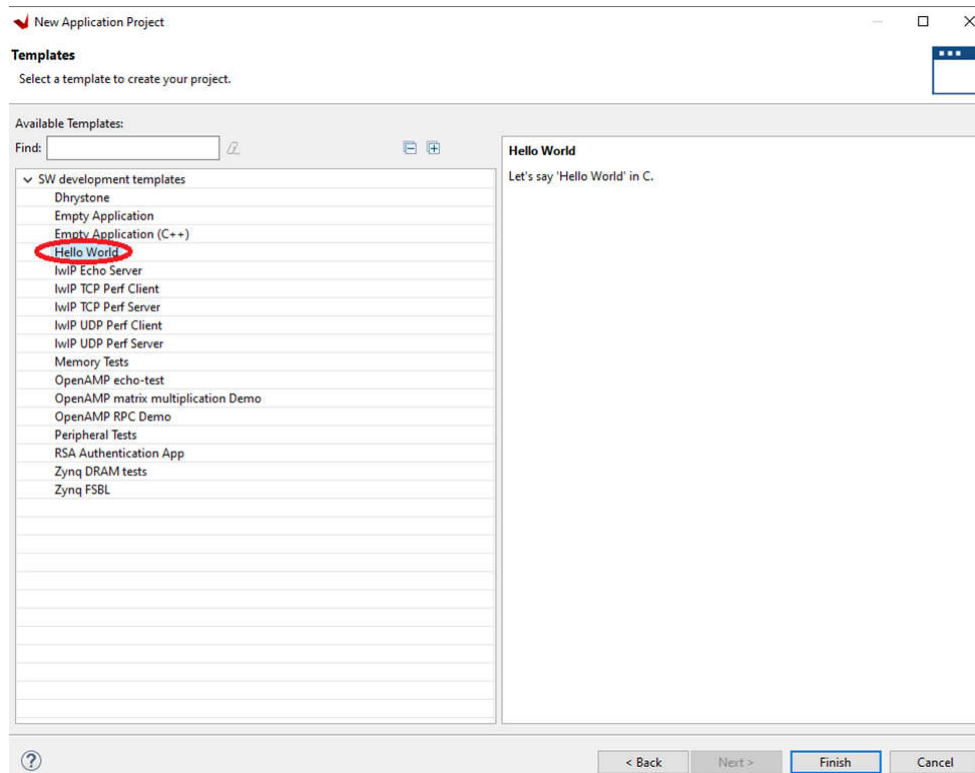 New Application Project
Templates
Select a template to create your project.
Available Templates:
Find:
SW development templates
Dhrystone
Empty Application
Empty Application (C++)
Hello World
lwIP Echo Server
lwIP TCP Perf Client
lwIP TCP Perf Server
lwIP UDP Perf Client
lwIP UDP Perf Server
Memory Tests
OpenAMP echo-test
OpenAMP matrix multiplication Demo
OpenAMP RPC Demo
Peripheral Tests
RSA Authentication App
Zynq DRAM tests
Zynq FSBL
Hello World
Let's say 'Hello World' in C.
?
< Back
Next >
Finish
Cancel